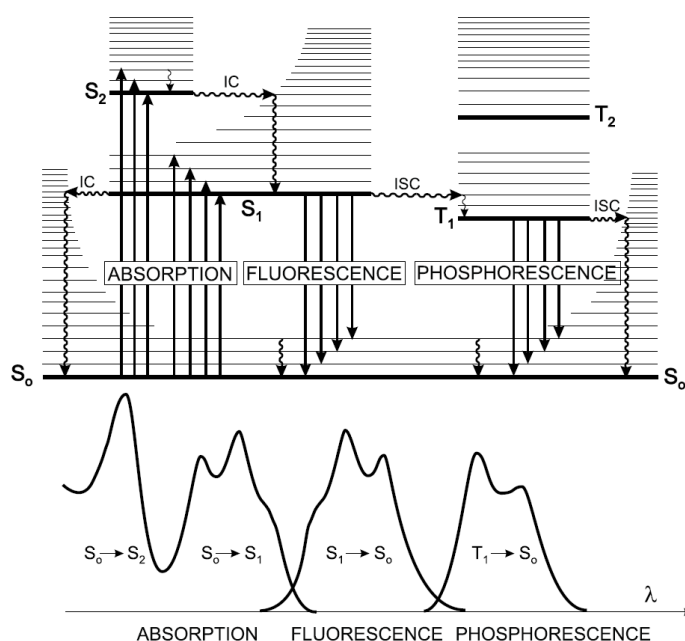 S2
IC
T2
IC
S1
ISC
T1
ISC
ABSORPTION
FLUORESCENCE
PHOSPHORESCENCE
So
So
So→S2
So→S1
S1→So
T1→So
λ
ABSORPTION
FLUORESCENCE
PHOSPHORESCENCE